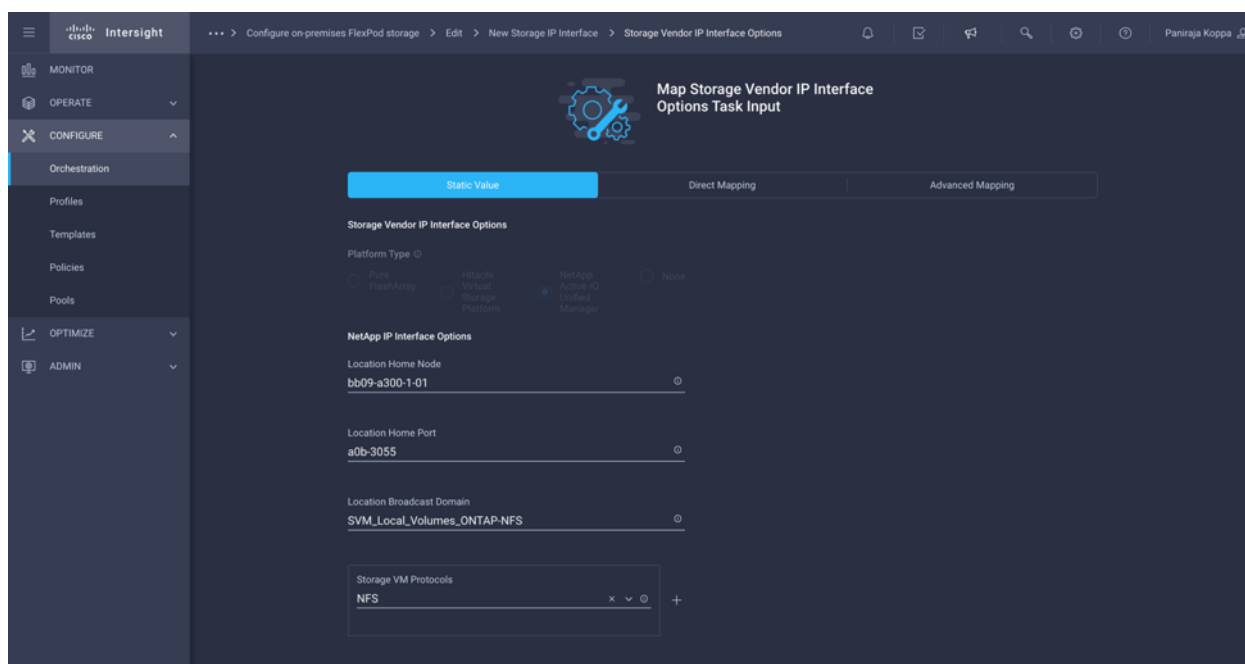 CISCO Intersight
••• > Configure on-premises FlexPod storage > Edit > New Storage IP Interface > Storage Vendor IP Interface Options
Paniraja Koppa
MONITOR
OPERATE
CONFIGURE
Orchestration
Profiles
Templates
Policies
Pools
OPTIMIZE
ADMIN
Map Storage Vendor IP Interface
Options Task Input
Static Value
Direct Mapping
Advanced Mapping
Storage Vendor IP Interface Options
Platform Type
Pure
FlashArray
Hitachi
Virtual
Storage
Platform
NetApp
Active IQ
Unified
Manager
None
NetApp IP Interface Options
Location Home Node
bb09-a300-1-01
Location Home Port
a0b-3055
Location Broadcast Domain
SVM_Local_Volumes_ONTAP-NFS
Storage VM Protocols
NFS